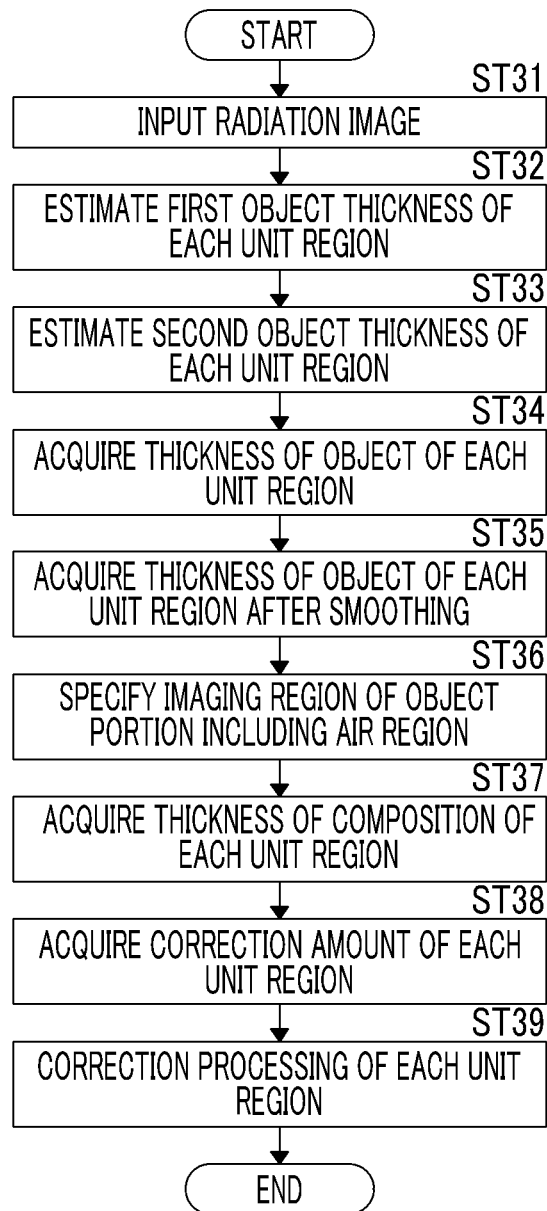 START
ST31
INPUT RADIATION IMAGE
ST32
ESTIMATE FIRST OBJECT THICKNESS OF
EACH UNIT REGION
ST33
ESTIMATE SECOND OBJECT THICKNESS OF
EACH UNIT REGION
ST34
ACQUIRE THICKNESS OF OBJECT OF EACH
UNIT REGION
ST35
ACQUIRE THICKNESS OF OBJECT OF EACH
UNIT REGION AFTER SMOOTHING
ST36
SPECIFY IMAGING REGION OF OBJECT
PORTION INCLUDING AIR REGION
ST37
ACQUIRE THICKNESS OF COMPOSITION OF
EACH UNIT REGION
ST38
ACQUIRE CORRECTION AMOUNT OF EACH
UNIT REGION
ST39
CORRECTION PROCESSING OF EACH UNIT
REGION
END